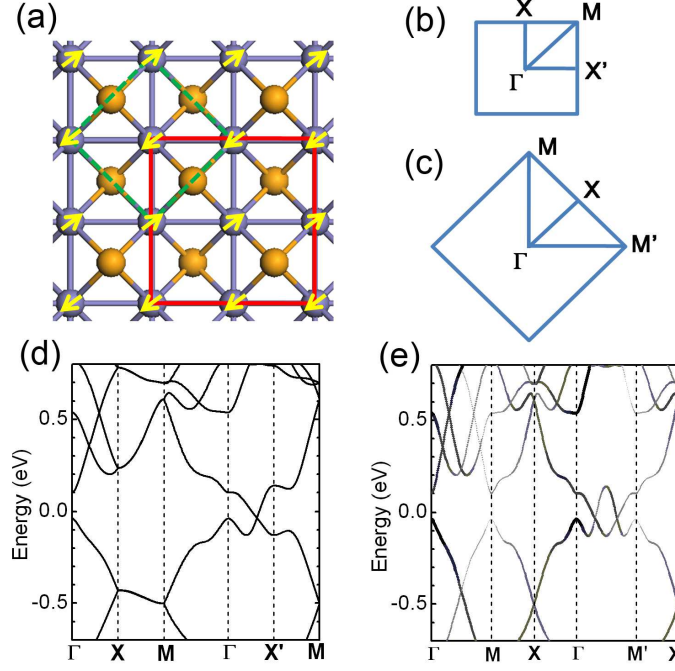 (a)
(b)
X M
Γ X'
(c)
M
X
Γ M'
(d)
0.5
0.0
-0.5
Energy (eV)
Γ X M Γ X' M
(e)
0.5
0.0
-0.5
Energy (eV)
Γ M X Γ M' X